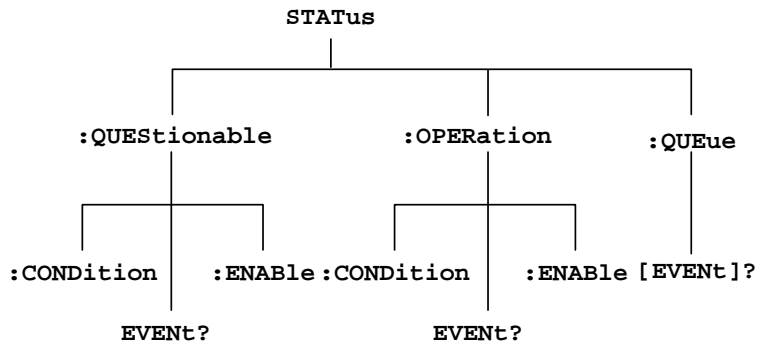 STATus
:QUEStionable :OPERation :QUEue
:CONDition :ENABle :CONDition :ENABle [EVENt]?
EVENt? EVENt?